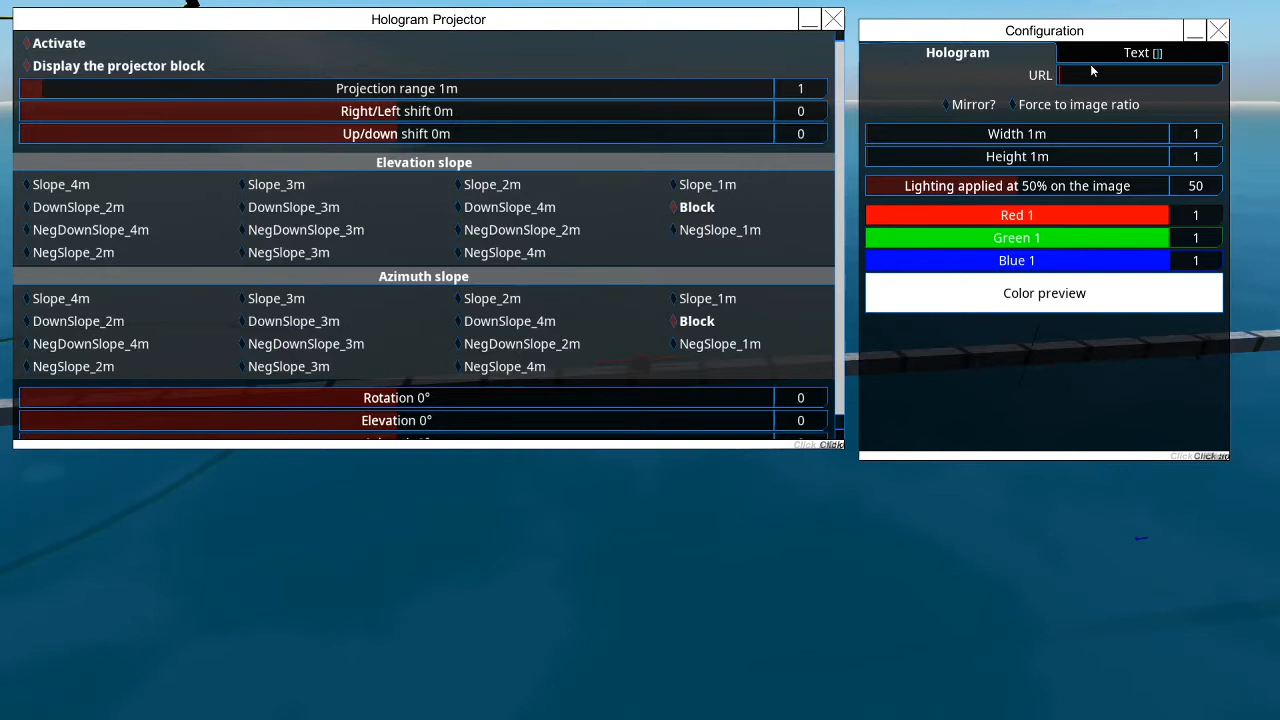 Hologram Projector
Activate
Display the projector block
Projection range 1m 1
Right/Left shift 0m 0
Up/down shift 0m 0
Elevation slope
Slope_4m Slope_3m Slope_2m Slope_1m
DownSlope_2m DownSlope_3m DownSlope_4m Block
NegDownSlope_4m NegDownSlope_3m NegDownSlope_2m NegSlope_1m
NegSlope_2m NegSlope_3m NegSlope_4m
Azimuth slope
Slope_4m Slope_3m Slope_2m Slope_1m
DownSlope_2m DownSlope_3m DownSlope_4m Block
NegDownSlope_4m NegDownSlope_3m NegDownSlope_2m NegSlope_1m
NegSlope_2m NegSlope_3m NegSlope_4m
Rotation 0° 0
Elevation 0° 0
Click Click
Configuration
Hologram Text []
URL
Mirror? Force to image ratio
Width 1m 1
Height 1m 1
Lighting applied at 50% on the image 50
Red 1 1
Green 1 1
Blue 1 1
Color preview
Click Click